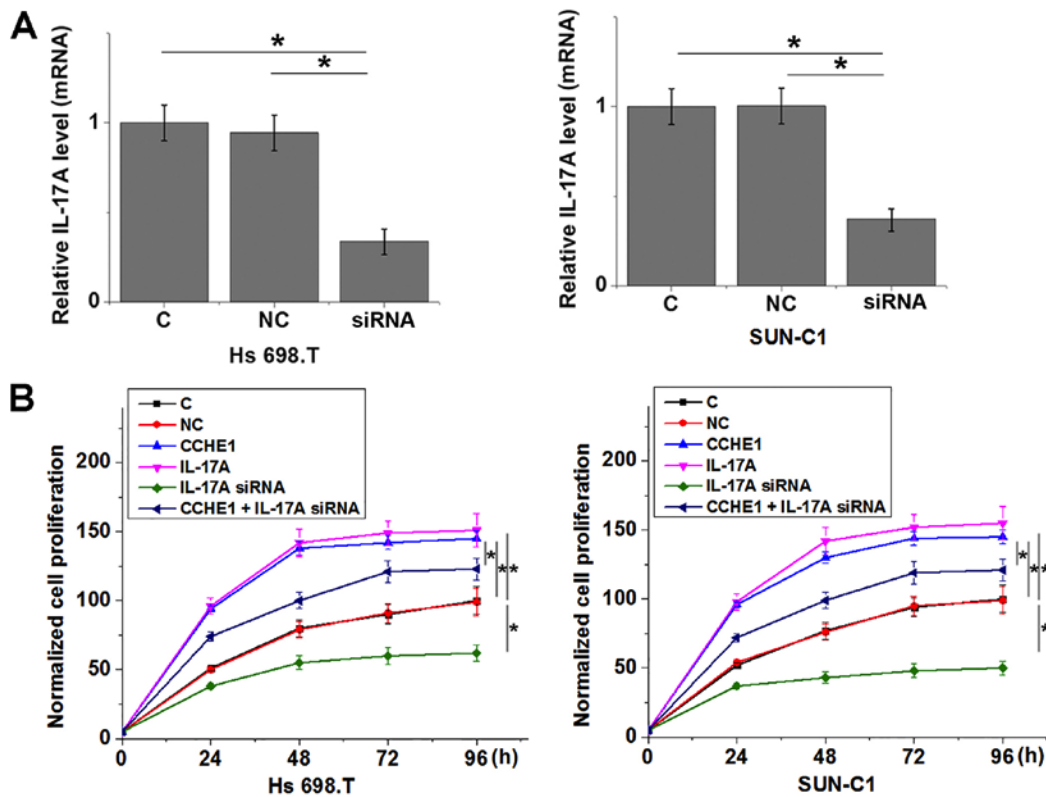 A
Relative IL-17A level (mRNA)
1
0
*
*
C NC siRNA
Hs 698.T
Relative IL-17A level (mRNA)
1
0
*
*
C NC siRNA
SUN-C1
B
Normalized cell proliferation
200
150
100
50
0
C
NC
CCHE1
IL-17A
IL-17A siRNA
CCHE1 + IL-17A siRNA
*
**
*
0 24 48 72 96 (h)
Hs 698.T
Normalized cell proliferation
200
150
100
50
0
C
NC
CCHE1
IL-17A
IL-17A siRNA
CCHE1 + IL-17A siRNA
*
**
*
0 24 48 72 96 (h)
SUN-C1